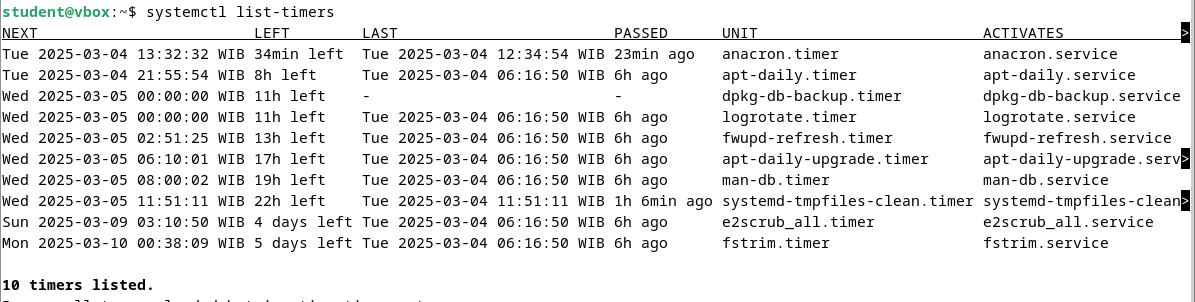 student@vbox:~$ systemctl list-timers
NEXT                        LEFT        LAST                        PASSED      UNIT                         ACTIVATES             >
Tue 2025-03-04 13:32:32 WIB 34min left  Tue 2025-03-04 12:34:54 WIB 23min ago   anacron.timer                anacron.service
Tue 2025-03-04 21:55:54 WIB 8h left     Tue 2025-03-04 06:16:50 WIB 6h ago      apt-daily.timer              apt-daily.service
Wed 2025-03-05 00:00:00 WIB 11h left    -                           -           dpkg-db-backup.timer         dpkg-db-backup.service
Wed 2025-03-05 00:00:00 WIB 11h left    Tue 2025-03-04 06:16:50 WIB 6h ago      logrotate.timer              logrotate.service
Wed 2025-03-05 02:51:25 WIB 13h left    Tue 2025-03-04 06:16:50 WIB 6h ago      fwupd-refresh.timer          fwupd-refresh.service
Wed 2025-03-05 06:10:01 WIB 17h left    Tue 2025-03-04 06:16:50 WIB 6h ago      apt-daily-upgrade.timer      apt-daily-upgrade.serv>
Wed 2025-03-05 08:00:02 WIB 19h left    Tue 2025-03-04 06:16:50 WIB 6h ago      man-db.timer                 man-db.service
Wed 2025-03-05 11:51:11 WIB 22h left    Tue 2025-03-04 11:51:11 WIB 1h 6min ago systemd-tmpfiles-clean.timer systemd-tmpfiles-clean>
Sun 2025-03-09 03:10:50 WIB 4 days left Tue 2025-03-04 06:16:50 WIB 6h ago      e2scrub_all.timer            e2scrub_all.service
Mon 2025-03-10 00:38:09 WIB 5 days left Tue 2025-03-04 06:16:50 WIB 6h ago      fstrim.timer                 fstrim.service
10 timers listed.